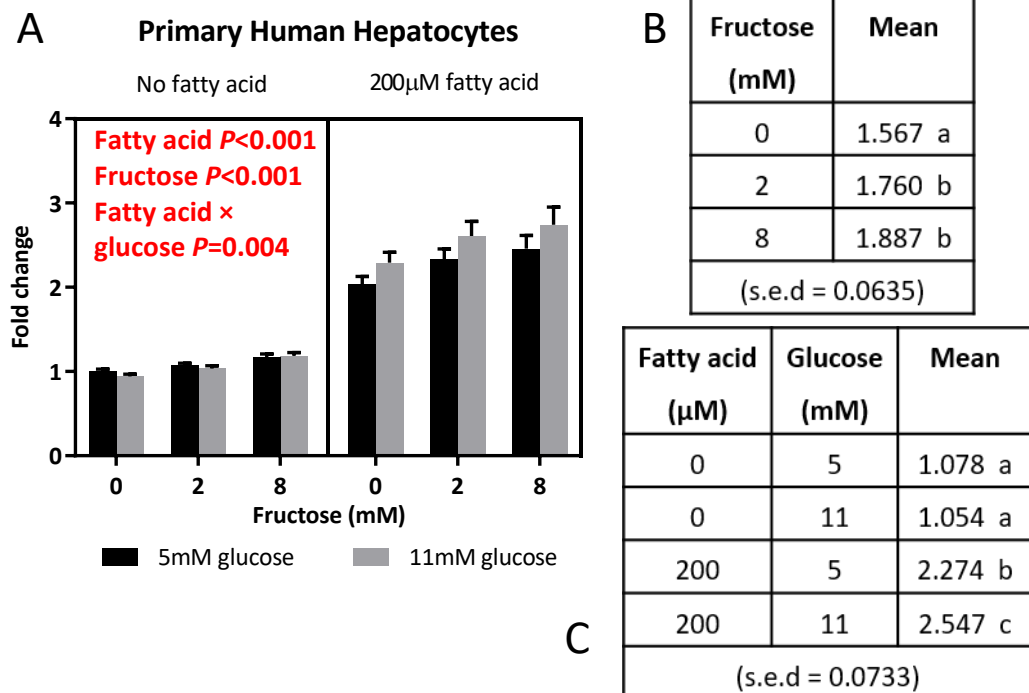 A
Primary Human Hepatocytes
No fatty acid
200μM fatty acid
Fatty acid P<0.001
Fructose P<0.001
Fatty acid ×
glucose P=0.004
Fold change
4
3
2
1
0
0 2 8 0 2 8
Fructose (mM)
5mM glucose 11mM glucose
B
Fructose Mean
(mM)
0 1.567 a
2 1.760 b
8 1.887 b
(s.e.d = 0.0635)
C
Fatty acid Glucose Mean
(μM) (mM)
0 5 1.078 a
0 11 1.054 a
200 5 2.274 b
200 11 2.547 c
(s.e.d = 0.0733)